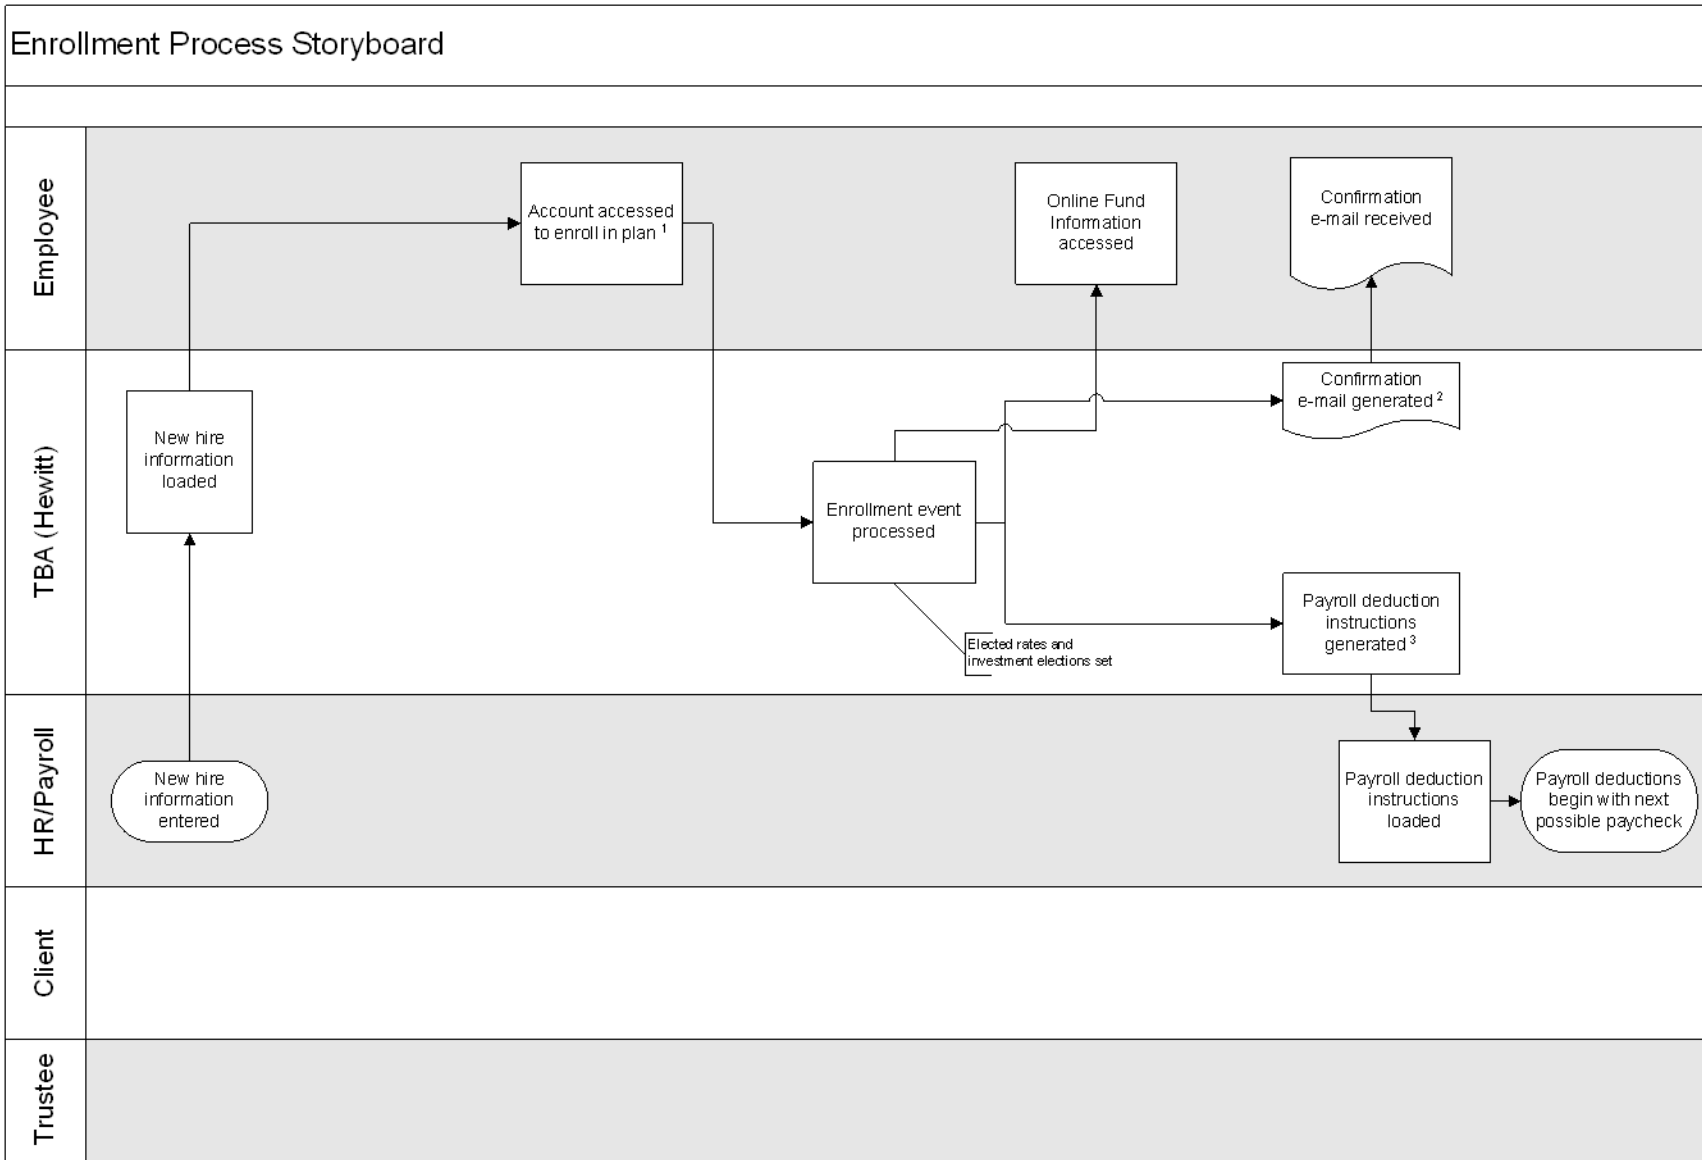 Enrollment Process Storyboard
Employee
Account accessed
to enroll in plan 1
Online Fund
Information
accessed
Confirmation
e-mail received
TBA (Hewitt)
New hire
information
loaded
Enrollment event
processed
Elected rates and
investment elections set
Confirmation
e-mail generated 2
Payroll deduction
instructions
generated 3
HR/Payroll
New hire
information
entered
Payroll deduction
instructions
loaded
Payroll deductions
begin with next
possible paycheck
Client
Trustee